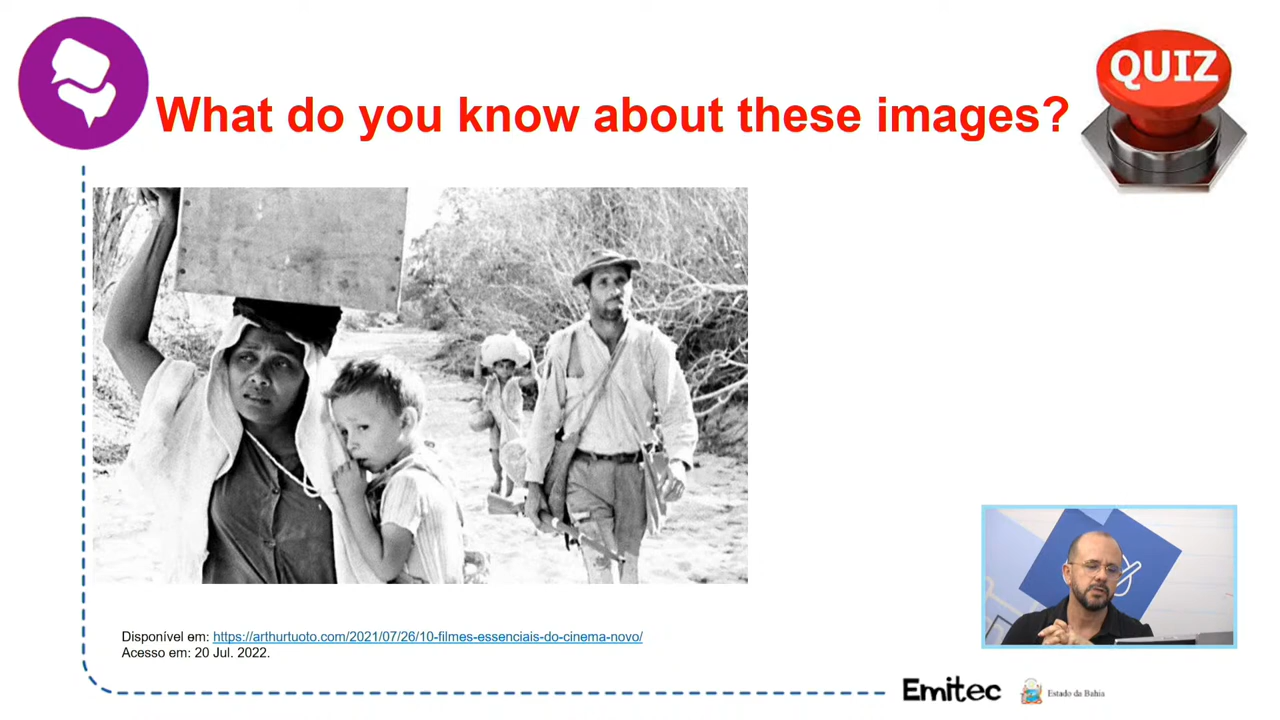 QUIZ
What do you know about these images?
Disponível em: https://arthurtuoto.com/2021/07/26/10-filmes-essenciais-do-cinema-novo/
Acesso em: 20 Jul. 2022.
Emitec
Estado da Bahia